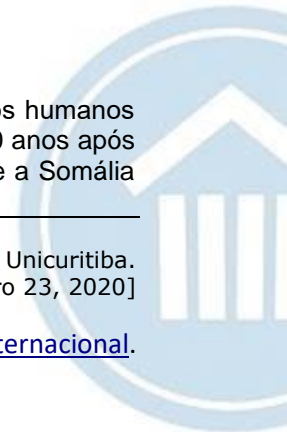 os humanos
0 anos após
e a Somália
Unicuritiba.
ro 23, 2020]
ternacional.